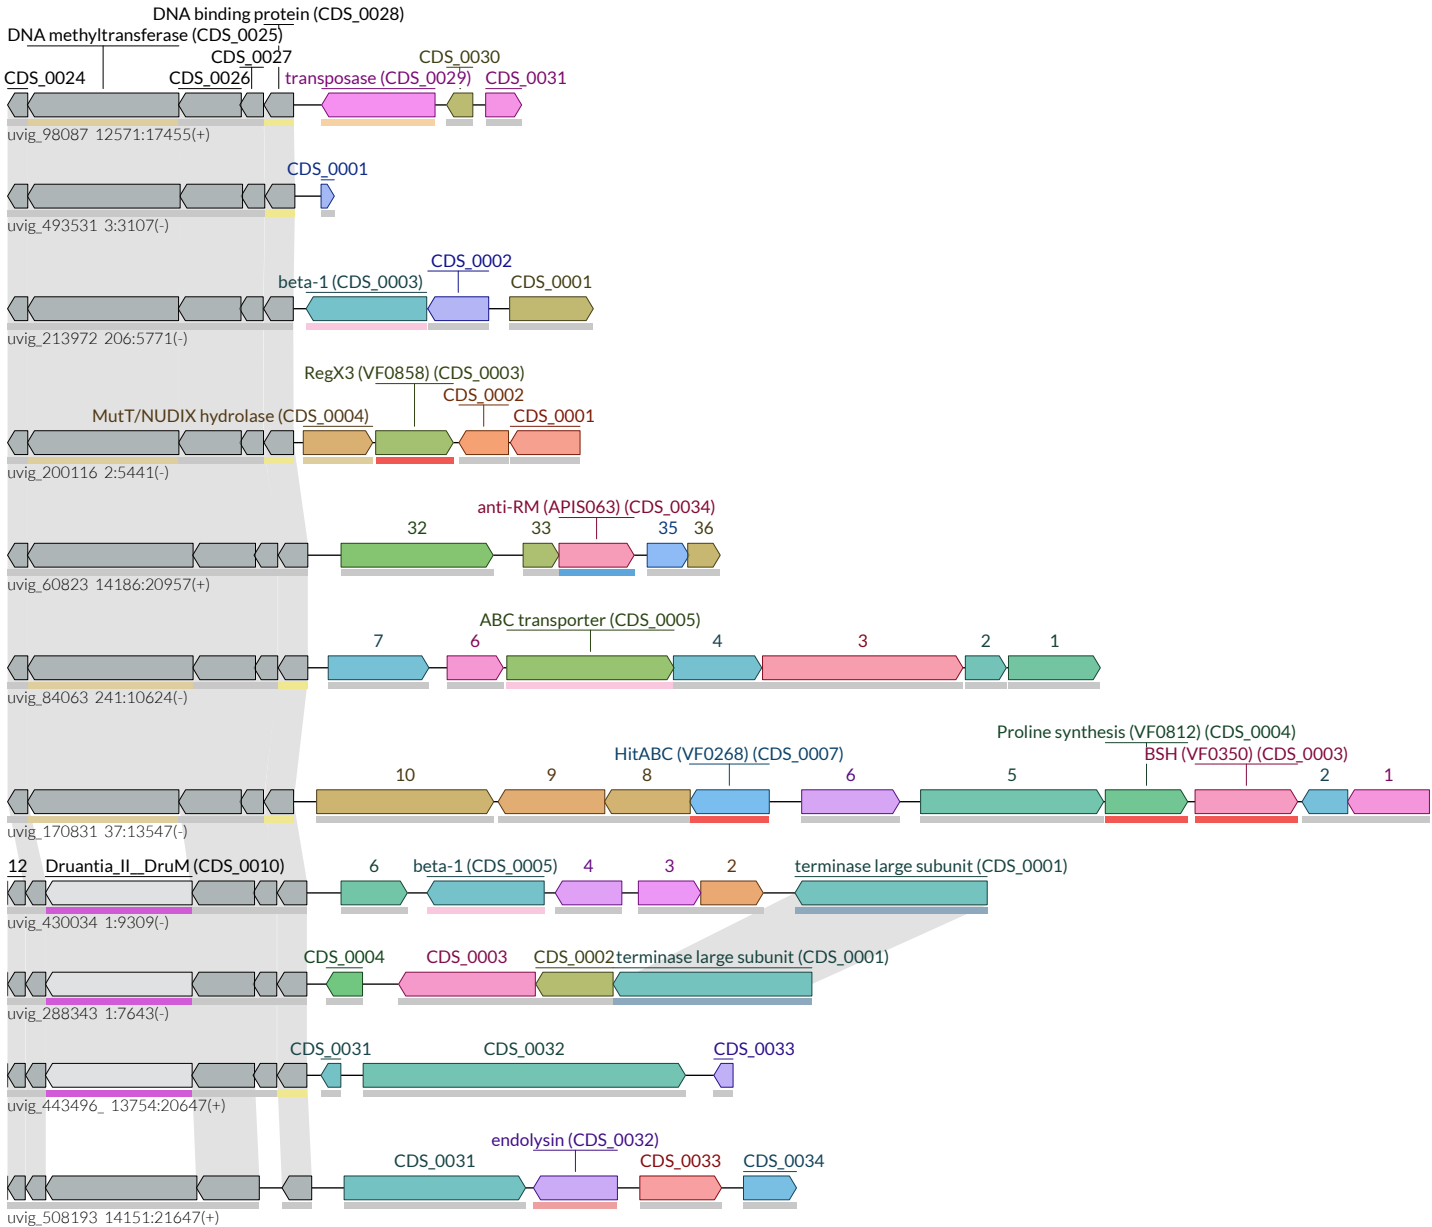 DNA binding protein (CDS_0028)
DNA methyltransferase (CDS_0025)
CDS_0027 CDS_0030
CDS_0024 CDS_0026 transposase (CDS_0029) CDS_0031
uvig_98087 12571:17455(+)
CDS_0001
uvig_493531 3:3107(-)
CDS_0002
beta-1 (CDS_0003) CDS_0001
uvig_213972 206:5771(-)
RegX3 (VF0858) (CDS_0003)
CDS_0002
MutT/NUDIX hydrolase (CDS_0004) CDS_0001
uvig_200116 2:5441(-)
anti-RM (APIS063) (CDS_0034)
32 33 35 36
uvig_60823 14186:20957(+)
ABC transporter (CDS_0005)
7 6 4 3 2 1
uvig_84063 241:10624(-)
Proline synthesis (VF0812) (CDS_0004)
HitABC (VF0268) (CDS_0007) BSH (VF0350) (CDS_0003)
10 9 8 6 5 2 1
uvig_170831 37:13547(-)
12 Druantia_II__DruM (CDS_0010) 6 beta-1 (CDS_0005) 4 3 2 terminase large subunit (CDS_0001)
uvig_430034 1:9309(-)
CDS_0004 CDS_0003 CDS_0002 terminase large subunit (CDS_0001)
uvig_288343 1:7643(-)
CDS_0031 CDS_0032 CDS_0033
uvig_443496_ 13754:20647(+)
endolysin (CDS_0032)
CDS_0031 CDS_0033 CDS_0034
uvig_508193 14151:21647(+)